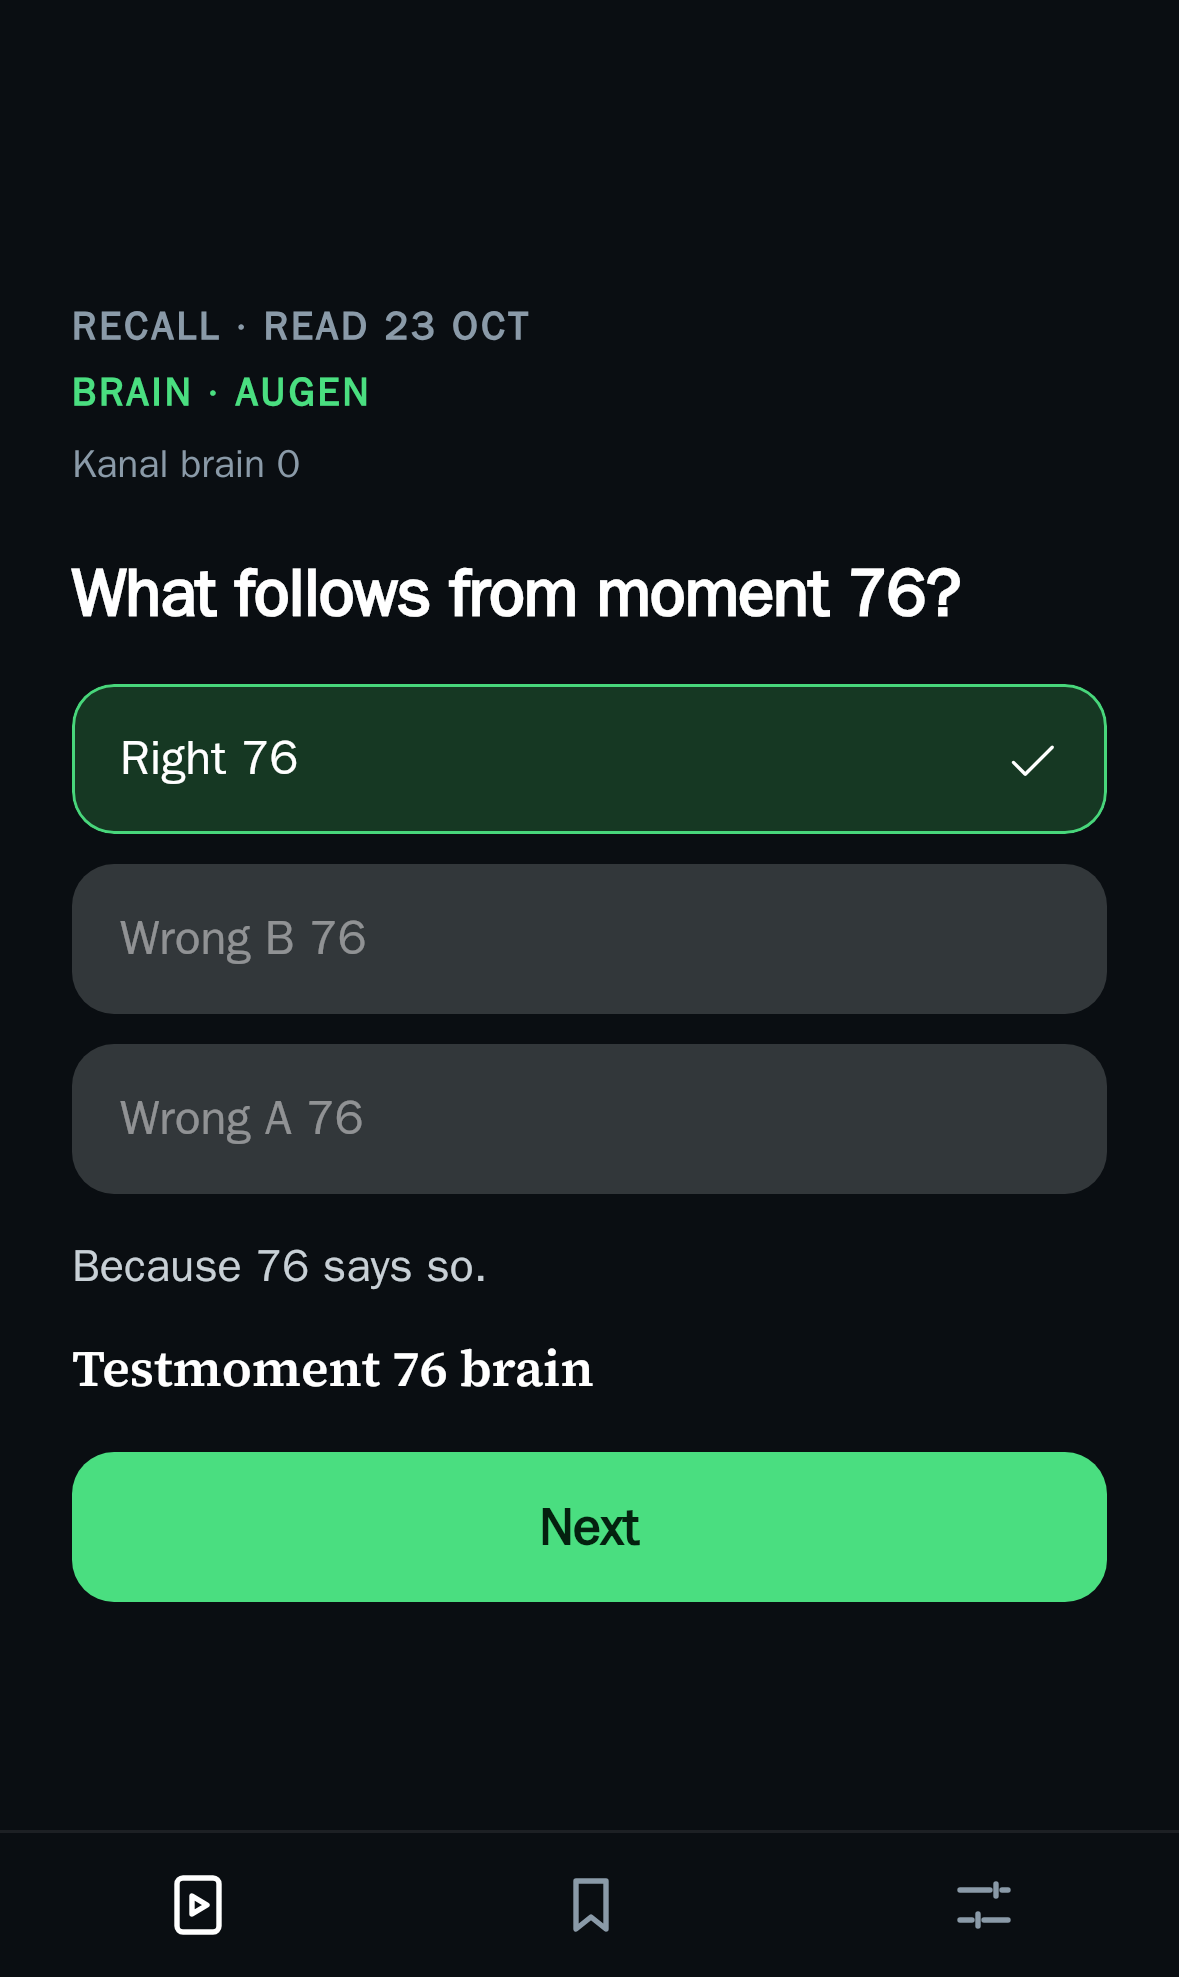 RECALL · READ 23 OCT
BRAIN · AUGEN
Kanal brain 0
What follows from moment 76?
Right 76
Wrong B 76
Wrong A 76
Because 76 says so.
Testmoment 76 brain
Next